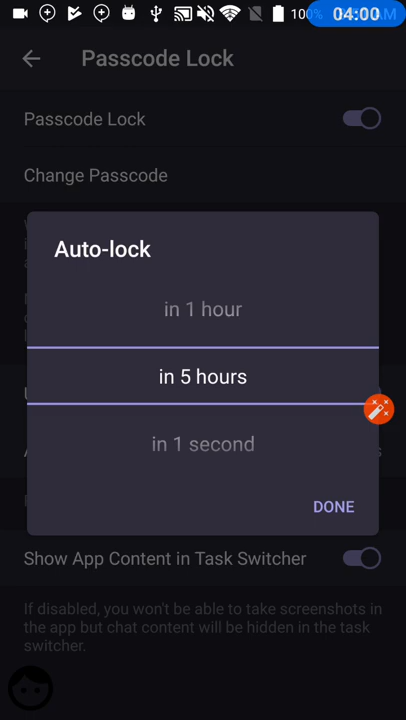 100%
04:00
Passcode Lock
Passcode Lock
Change Passcode
Auto-lock
in 1 hour
in 5 hours
in 1 second
DONE
Show App Content in Task Switcher
If disabled, you won't be able to take screenshots in
the app but chat content will be hidden in the task
switcher.